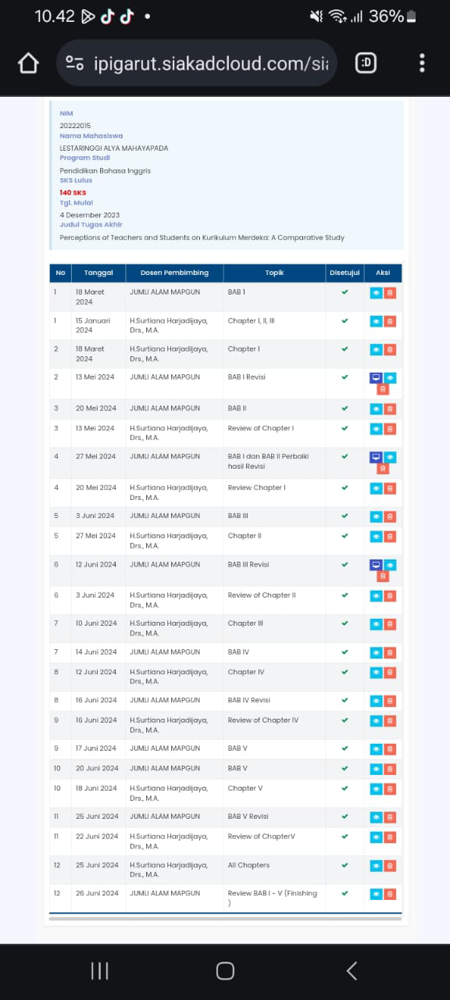 10.42
36%
ipigarut.siakadcloud.com/sia
:D
NIM
20222015
Nama Mahasiswa
LESTARINGGI ALYA MAHAYAPADA
Program Studi
Pendidikan Bahasa Inggris
SKS Lulus
140 SKS
Tgl. Mulai
4 Desember 2023
Judul Tugas Akhir
Perceptions of Teachers and Students on Kurikulum Merdeka: A Comparative Study
No Tanggal Dosen Pembimbing Topik Disetujui Aksi
1 18 Maret JUMLI ALAM MAPGUN BAB 1
2024
1 15 Januari H.Surtiana Harjadijaya, Chapter I, II, III
2024 Drs., M.A.
2 18 Maret H.Surtiana Harjadijaya, Chapter I
2024 Drs., M.A.
2 13 Mei 2024 JUMLI ALAM MAPGUN BAB I Revisi
3 20 Mei 2024 JUMLI ALAM MAPGUN BAB II
3 13 Mei 2024 H.Surtiana Harjadijaya, Review of Chapter I
Drs., M.A.
4 27 Mei 2024 JUMLI ALAM MAPGUN BAB I dan BAB II Perbaiki
hasil Revisi
4 20 Mei 2024 H.Surtiana Harjadijaya, Review Chapter I
Drs., M.A.
5 3 Juni 2024 JUMLI ALAM MAPGUN BAB III
5 27 Mei 2024 H.Surtiana Harjadijaya, Chapter II
Drs., M.A.
6 12 Juni 2024 JUMLI ALAM MAPGUN BAB III Revisi
6 3 Juni 2024 H.Surtiana Harjadijaya, Review of Chapter II
Drs., M.A.
7 10 Juni 2024 H.Surtiana Harjadijaya, Chapter III
Drs., M.A.
7 14 Juni 2024 JUMLI ALAM MAPGUN BAB IV
8 12 Juni 2024 H.Surtiana Harjadijaya, Chapter IV
Drs., M.A.
8 16 Juni 2024 JUMLI ALAM MAPGUN BAB IV Revisi
9 16 Juni 2024 H.Surtiana Harjadijaya, Review of Chapter IV
Drs., M.A.
9 17 Juni 2024 JUMLI ALAM MAPGUN BAB V
10 20 Juni 2024 JUMLI ALAM MAPGUN BAB V
10 18 Juni 2024 H.Surtiana Harjadijaya, Chapter V
Drs., M.A.
11 25 Juni 2024 JUMLI ALAM MAPGUN BAB V Revisi
11 22 Juni 2024 H.Surtiana Harjadijaya, Review of ChapterV
Drs., M.A.
12 25 Juni 2024 H.Surtiana Harjadijaya, All Chapters
Drs., M.A.
12 26 Juni 2024 JUMLI ALAM MAPGUN Review BAB I - V (Finishing
)